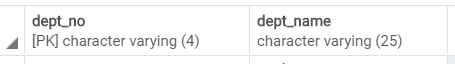 dept_no dept_name
[PK] character varying (4) character varying (25)